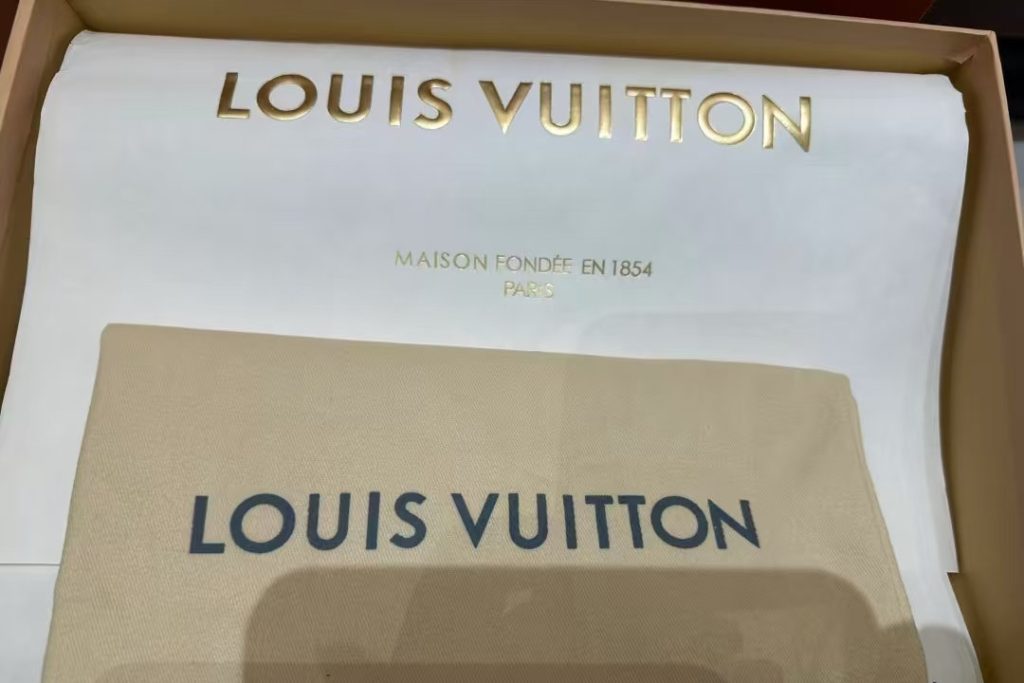 LOUIS VUITTON
MAISON FONDÉE EN 1854
PARIS
LOUIS VUITTON